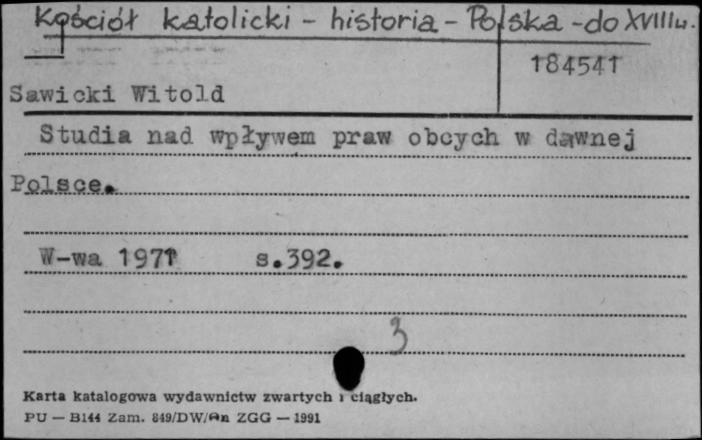 Kościół katolicki - historia - Polska - do XVIII w.
184541
Sawicki Witold
Studia nad wpływem praw obcych w dawnej
Polsce.
W-wa 1971 s.392.
3
Karta katalogowa wydawnictw zwartych i ciągłych.
PU — B144 Zam. 849/DW/An ZGG — 1991